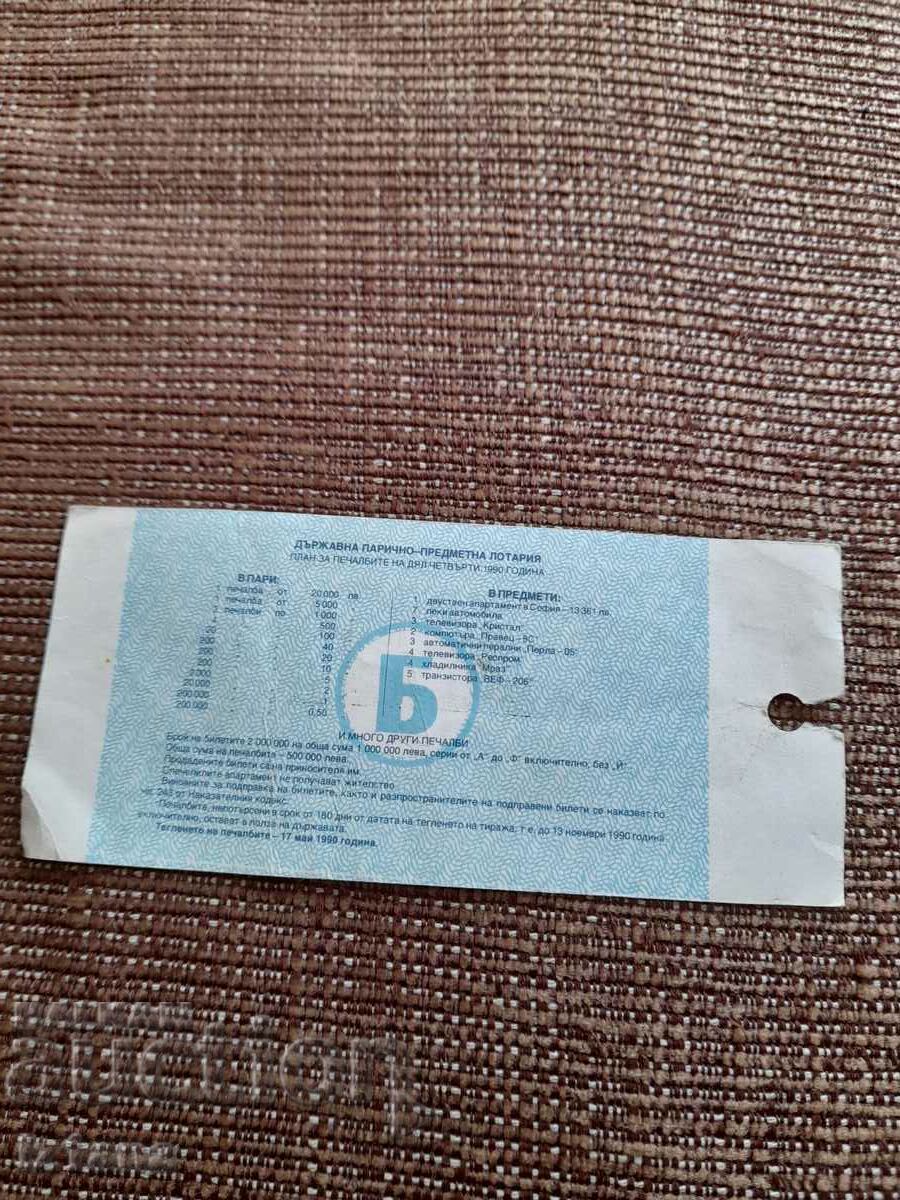 ДЪРЖАВНА ПАРИЧНО–ПРЕДМЕТНА ЛОТАРИЯ
ПЛАН ЗА ПЕЧАЛБИТЕ НА ДЯЛ ЧЕТВЪРТИ 1990 ГОДИНА
В ПАРИ:
1 печалба от 20 000 лв.
1 печалба от 5 000
3 печалби по 1 000
500
20 100
200 40
200 20
200 10
5
20 000 2
200 000 1
200 000 0,50
В ПРЕДМЕТИ:
1 двустаен апартамент в София – 13 361 лв.
7 леки автомобила
3 телевизора „Кристал“
2 компютъра „Правец – 8С“
3 автоматични перални „Перла – 05“
4 телевизора „Респром“
4 хладилника „Мраз“
5 транзистора „ВЕФ – 206“
Б
И МНОГО ДРУГИ ПЕЧАЛБИ
Брой на билетите 2 000 000 на обща сума 1 000 000 лева, серии от „А“ до „Ф“ включително, без „Й“
Обща сума на печалбите – 500 000 лева.
Продадените билети са на приносителя им.
Спечелилите апартамент не получават жителство.
Виновните за подправка на билетите, както и разпространителите на подправени билети се наказват по
чл. 243 от Наказателния кодекс.
Печалбите, непотърсени в срок от 180 дни от датата на тегленето на тиража, т. е. до 13 ноември 1990 година
включително, остават в полза на държавата.
Тегленето на печалбите – 17 май 1990 година.
auction